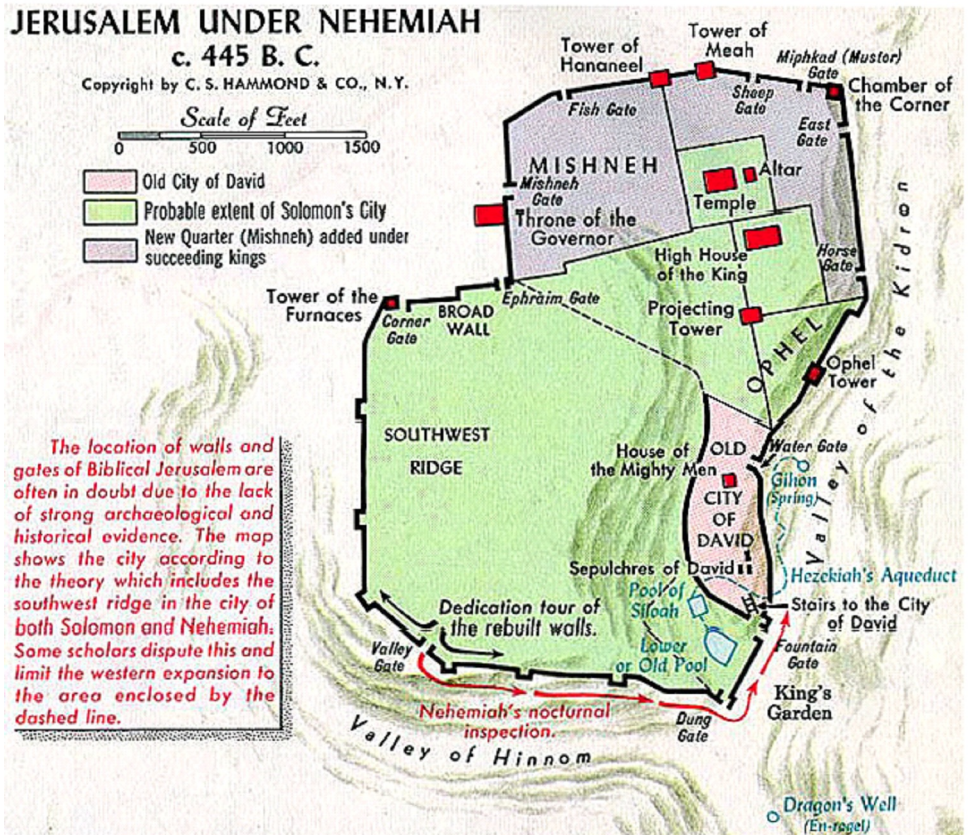 JERUSALEM UNDER NEHEMIAH
c. 445 B. C.
Copyright by C. S. HAMMOND & CO., N.Y.
Scale of Feet
0 500 1000 1500
Old City of David
Probable extent of Solomon's City
New Quarter (Mishneh) added under
succeeding kings
Tower of
Hananeel
Tower of
Meah
Miphkad (Muster)
Gate
Chamber of
the Corner
Fish Gate
Sheep
Gate
East
Gate
MISHNEH
Mishneh
Gate
Throne of the
Governor
Altar
Temple
High House
of the King
Horse
Gate
Tower of the
Furnaces
Corner
Gate
BROAD
WALL
Ephraim Gate
Projecting
Tower
OPHEL
Ophel
Tower
Valley of the Kidron
SOUTHWEST
RIDGE
House of
the Mighty Men
OLD
CITY
OF
DAVID
Water Gate
Gihon
(Spring)
Sepulchres of David
Hezekiah's Aqueduct
Pool of
Siloah
Stairs to the City
of David
Lower
or Old Pool
Fountain
Gate
King's
Garden
Dedication tour of
the rebuilt walls.
Valley
Gate
Nehemiah's nocturnal
inspection.
Dung
Gate
Valley of Hinnom
Dragon's Well
(En-rogel)
The location of walls and
gates of Biblical Jerusalem are
often in doubt due to the lack
of strong archaeological and
historical evidence. The map
shows the city according to
the theory which includes the
southwest ridge in the city of
both Solomon and Nehemiah.
Some scholars dispute this and
limit the western expansion to
the area enclosed by the
dashed line.